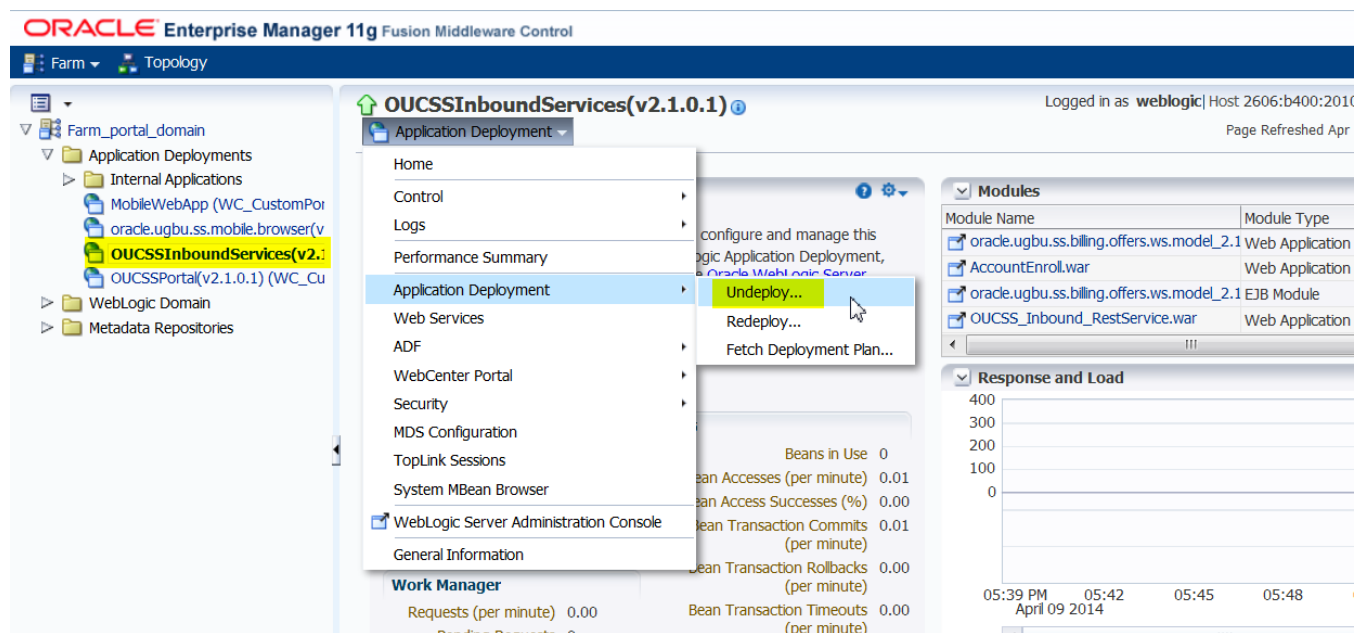 ORACLE Enterprise Manager 11g Fusion Middleware Control
Farm Topology
OUCSSInboundServices(v2.1.0.1)
Logged in as weblogic| Host 2606:b400:2010
Page Refreshed Apr
Application Deployment
Farm_portal_domain
Application Deployments
Internal Applications
MobileWebApp (WC_CustomPor
oracle.ugbu.ss.mobile.browser(v
OUCSSInboundServices(v2.1
OUCSSPortal(v2.1.0.1) (WC_Cu
WebLogic Domain
Metadata Repositories
Home
Control
Logs
Performance Summary
Application Deployment
Web Services
ADF
WebCenter Portal
Security
MDS Configuration
TopLink Sessions
System MBean Browser
WebLogic Server Administration Console
General Information
Undeploy...
Redeploy...
Fetch Deployment Plan...
configure and manage this
Application Deployment,
Oracle WebLogic Server
Beans in Use 0
Accesses (per minute) 0.01
Access Successes (%) 0.00
Bean Transaction Commits 0.01
(per minute)
Bean Transaction Rollbacks 0.00
(per minute)
Bean Transaction Timeouts 0.00
(per minute)
Work Manager
Requests (per minute) 0.00
Pending Requests 0
Modules
Module Name Module Type
oracle.ugbu.ss.billing.offers.ws.model_2.1 Web Application
AccountEnroll.war Web Application
oracle.ugbu.ss.billing.offers.ws.model_2.1 EJB Module
OUCSS_Inbound_RestService.war Web Application
Response and Load
400
300
200
100
0
05:39 PM 05:42 05:45 05:48
April 09 2014